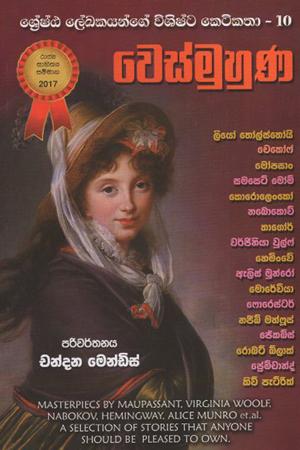 ශ්‍රේෂ්ඨ ලේඛකයන්ගේ විශිෂ්ට කෙටිකතා - 10
වෙස්මුහුණ
රාජ්‍ය
සාහිත්‍ය
සම්මාන
2017
ලියෝ තෝල්ස්තෝයි
චෙකෝෆ්
මෝපසාං
සමසෙට් මෝම්
කොරොලෙංකෝ
නබොකොව්
තාගෝර්
වර්ජිනියා වුල්ෆ්
හෙමිංවේ
ඇලිස් මුන්රෝ
මොරේවියා
ෆොරෙස්ටර්
නජීබ් මහ්ෆූස්
ජේකබ්ස්
රොබට් බ්ලාක්
ප්‍රේම්චාන්ද්
කිව් පැට්රික්
පරිවර්තනය
චන්දන මෙන්ඩිස්
MASTERPIECS BY MAUPASSANT, VIRGINIA WOOLF,
NABOKOV, HEMINGWAY, ALICE MUNRO et.al.
A SELECTION OF STORIES THAT ANYONE
SHOULD BE PLEASED TO OWN.